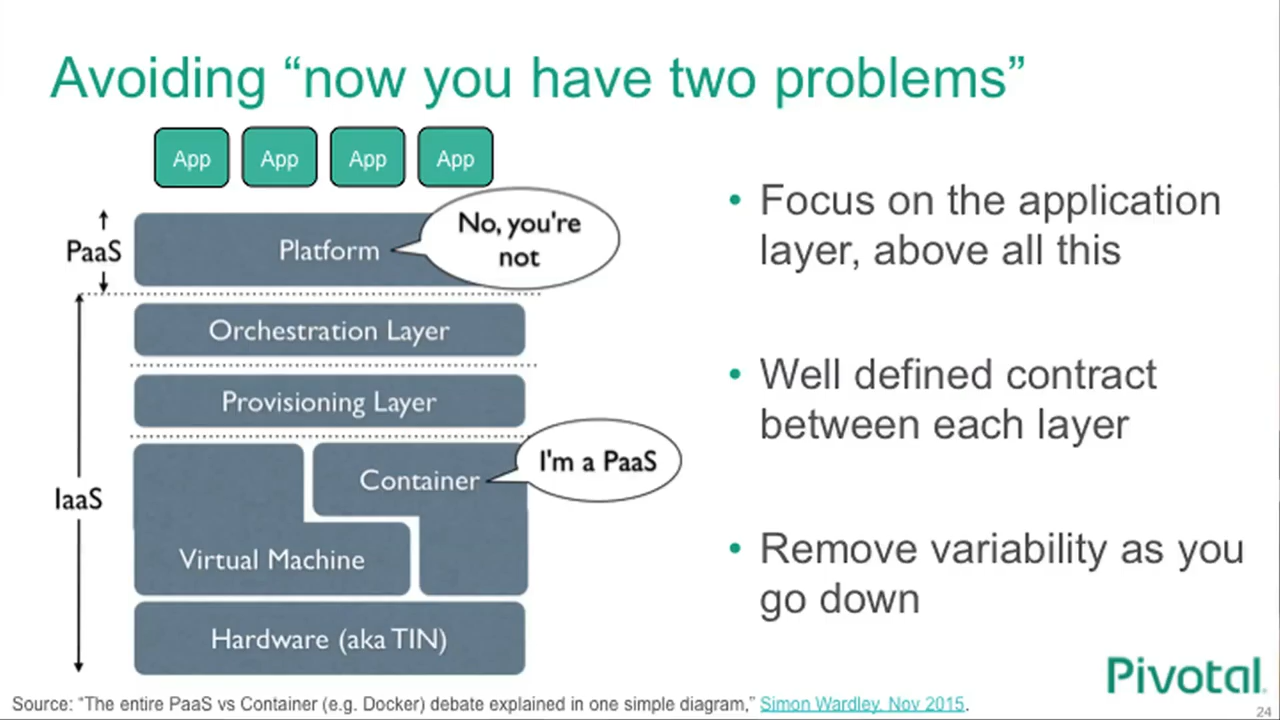 Avoiding “now you have two problems”
App App App App
PaaS
Platform
No, you're
not
Orchestration Layer
Provisioning Layer
IaaS
Container
I'm a PaaS
Virtual Machine
Hardware (aka TIN)
• Focus on the application
layer, above all this
• Well defined contract
between each layer
• Remove variability as you
go down
Pivotal
Source: “The entire PaaS vs Container (e.g. Docker) debate explained in one simple diagram,” Simon Wardley, Nov 2015.
24